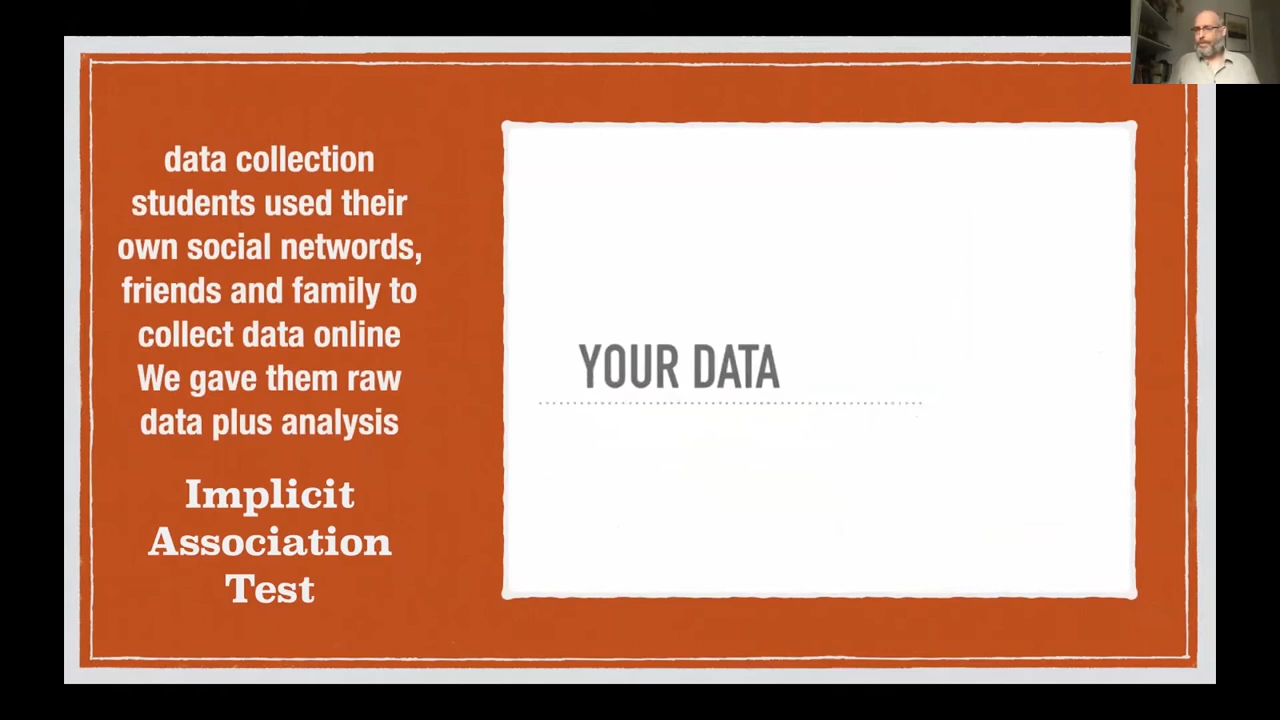 data collection
students used their
own social networds,
friends and family to
collect data online
We gave them raw
data plus analysis
Implicit
Association
Test
YOUR DATA